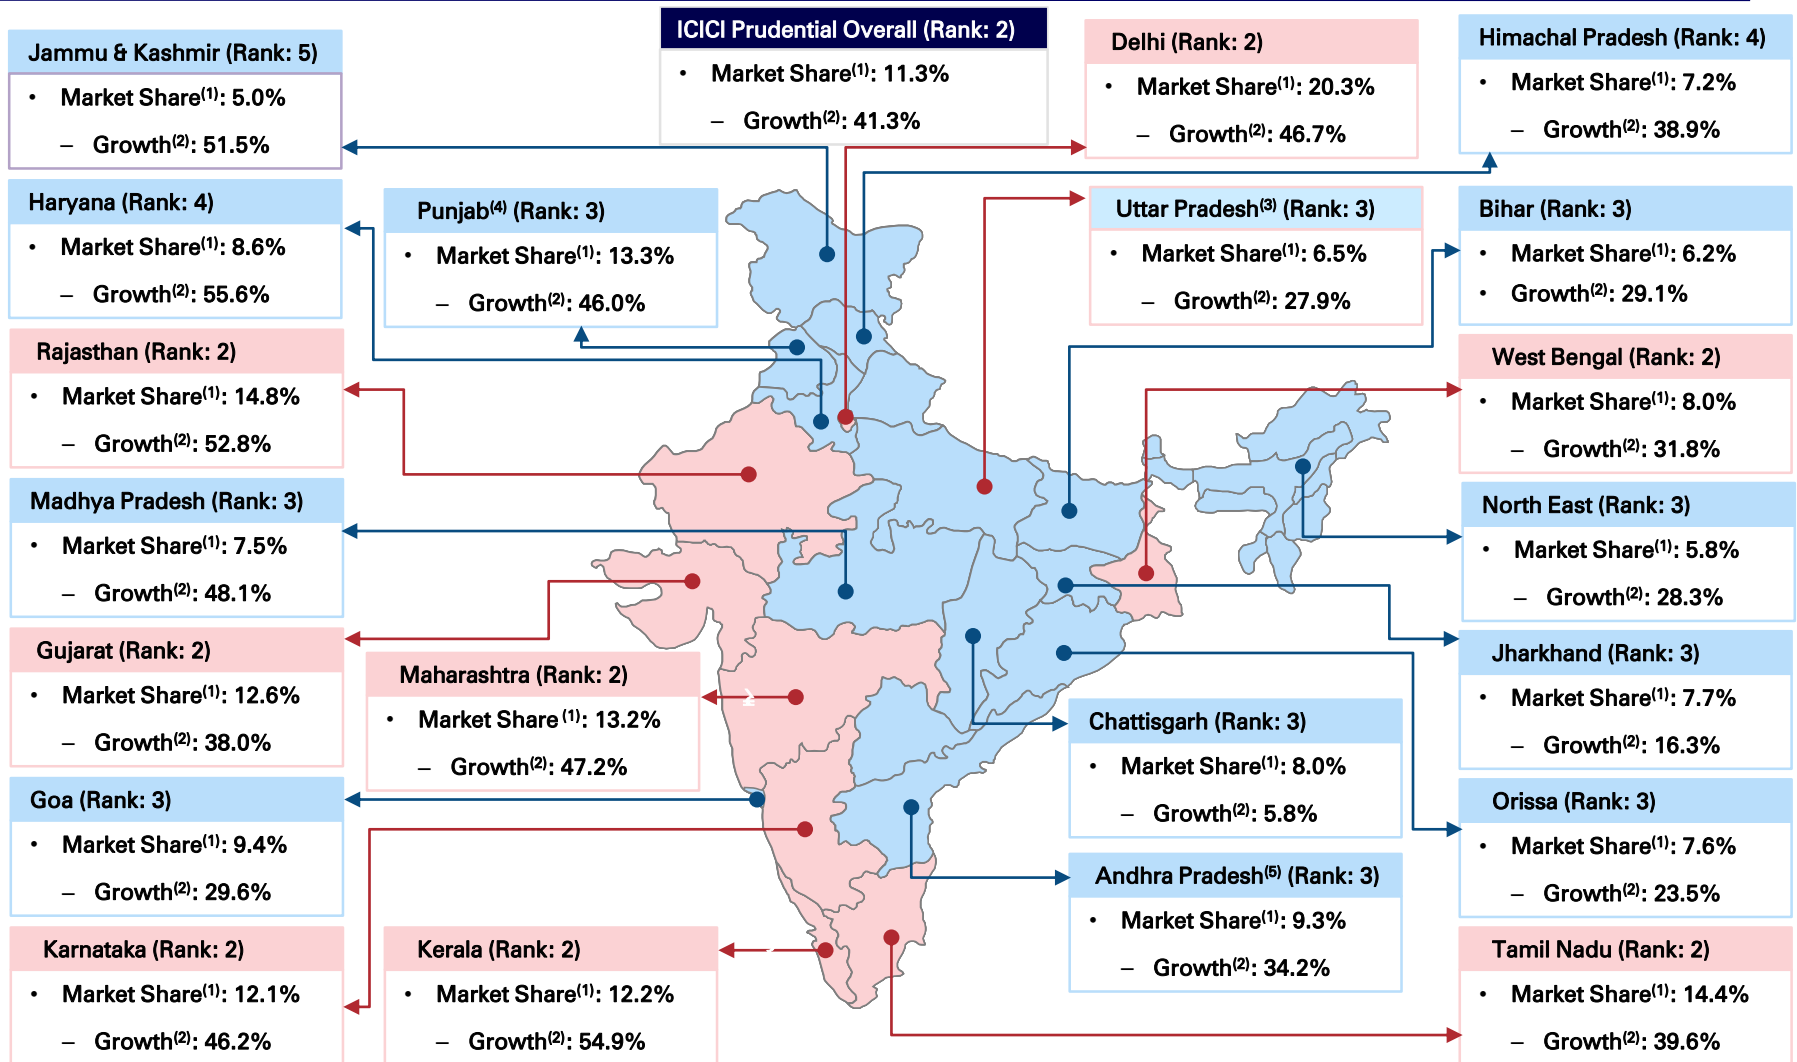 ICICI Prudential Overall (Rank: 2)
• Market Share(1): 11.3%
– Growth(2): 41.3%
Jammu & Kashmir (Rank: 5)
• Market Share(1): 5.0%
– Growth(2): 51.5%
Delhi (Rank: 2)
• Market Share(1): 20.3%
– Growth(2): 46.7%
Himachal Pradesh (Rank: 4)
• Market Share(1): 7.2%
– Growth(2): 38.9%
Haryana (Rank: 4)
• Market Share(1): 8.6%
– Growth(2): 55.6%
Punjab(4) (Rank: 3)
• Market Share(1): 13.3%
– Growth(2): 46.0%
Uttar Pradesh(3) (Rank: 3)
• Market Share(1): 6.5%
– Growth(2): 27.9%
Bihar (Rank: 3)
• Market Share(1): 6.2%
• Growth(2): 29.1%
Rajasthan (Rank: 2)
• Market Share(1): 14.8%
– Growth(2): 52.8%
West Bengal (Rank: 2)
• Market Share(1): 8.0%
– Growth(2): 31.8%
Madhya Pradesh (Rank: 3)
• Market Share(1): 7.5%
– Growth(2): 48.1%
North East (Rank: 3)
• Market Share(1): 5.8%
– Growth(2): 28.3%
Gujarat (Rank: 2)
• Market Share(1): 12.6%
– Growth(2): 38.0%
Maharashtra (Rank: 2)
• Market Share (1): 13.2%
– Growth(2): 47.2%
Jharkhand (Rank: 3)
• Market Share(1): 7.7%
– Growth(2): 16.3%
Chattisgarh (Rank: 3)
• Market Share(1): 8.0%
– Growth(2): 5.8%
Goa (Rank: 3)
• Market Share(1): 9.4%
– Growth(2): 29.6%
Orissa (Rank: 3)
• Market Share(1): 7.6%
– Growth(2): 23.5%
Andhra Pradesh(5) (Rank: 3)
• Market Share(1): 9.3%
– Growth(2): 34.2%
Karnataka (Rank: 2)
• Market Share(1): 12.1%
– Growth(2): 46.2%
Kerala (Rank: 2)
• Market Share(1): 12.2%
– Growth(2): 54.9%
Tamil Nadu (Rank: 2)
• Market Share(1): 14.4%
– Growth(2): 39.6%